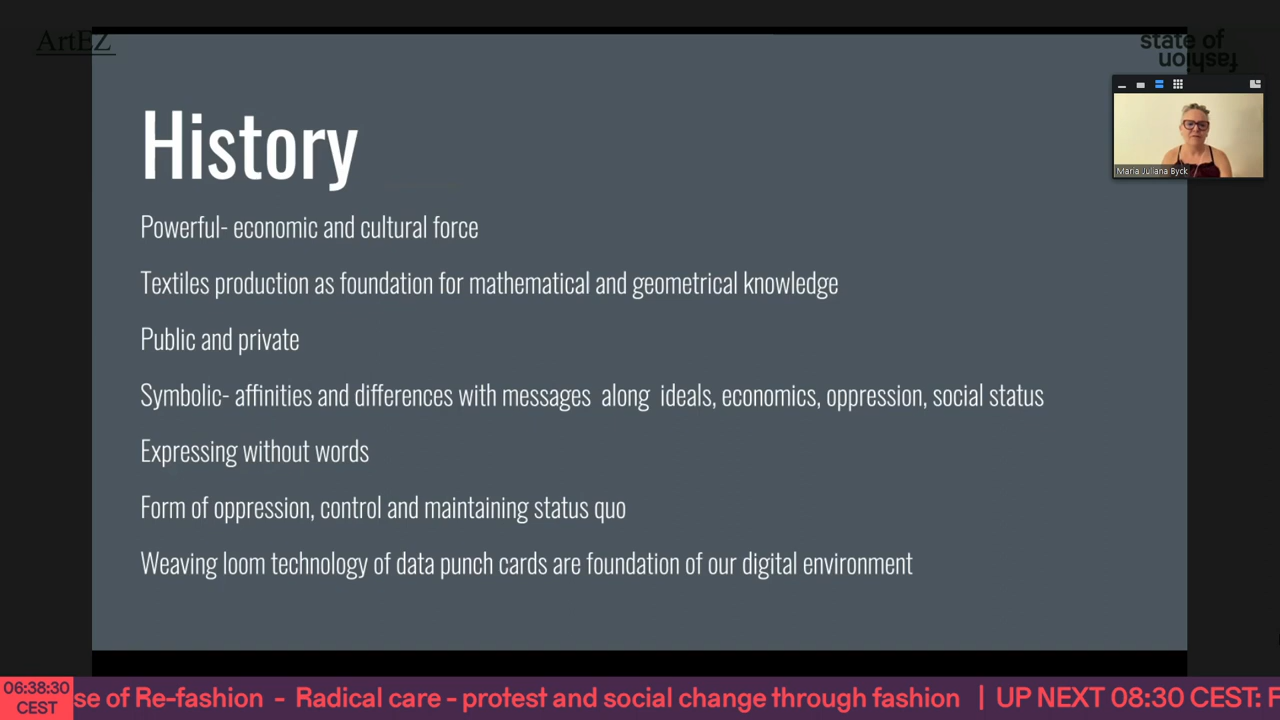 ArtEZ
state of
fashion
Maria Juliana Byck
History
Powerful- economic and cultural force
Textiles production as foundation for mathematical and geometrical knowledge
Public and private
Symbolic- affinities and differences with messages  along  ideals, economics, oppression, social status
Expressing without words
Form of oppression, control and maintaining status quo
Weaving loom technology of data punch cards are foundation of our digital environment
06:38:30
CEST
se of Re-fashion - Radical care - protest and social change through fashion | UP NEXT 08:30 CEST: F